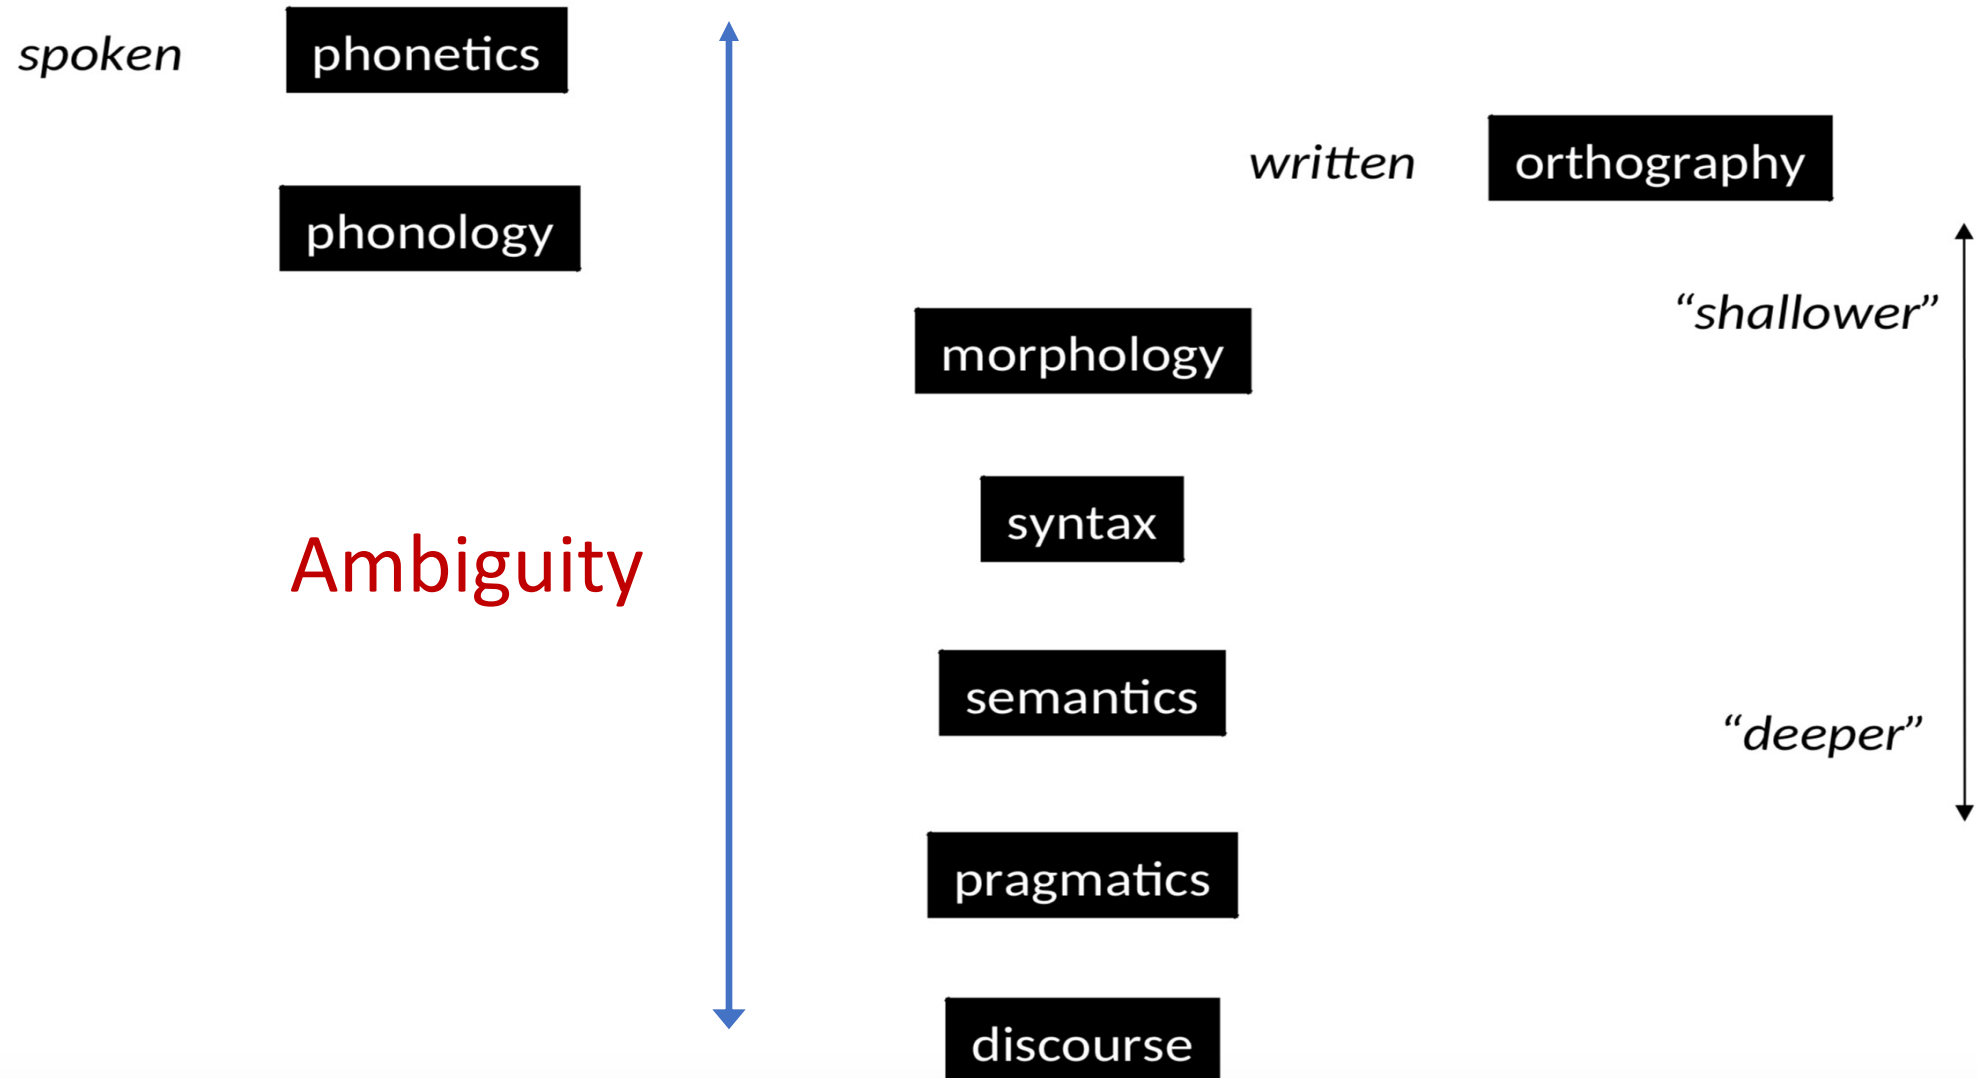 spoken phonetics
written orthography
phonology
“shallower”
morphology
syntax
Ambiguity
semantics
“deeper”
pragmatics
discourse